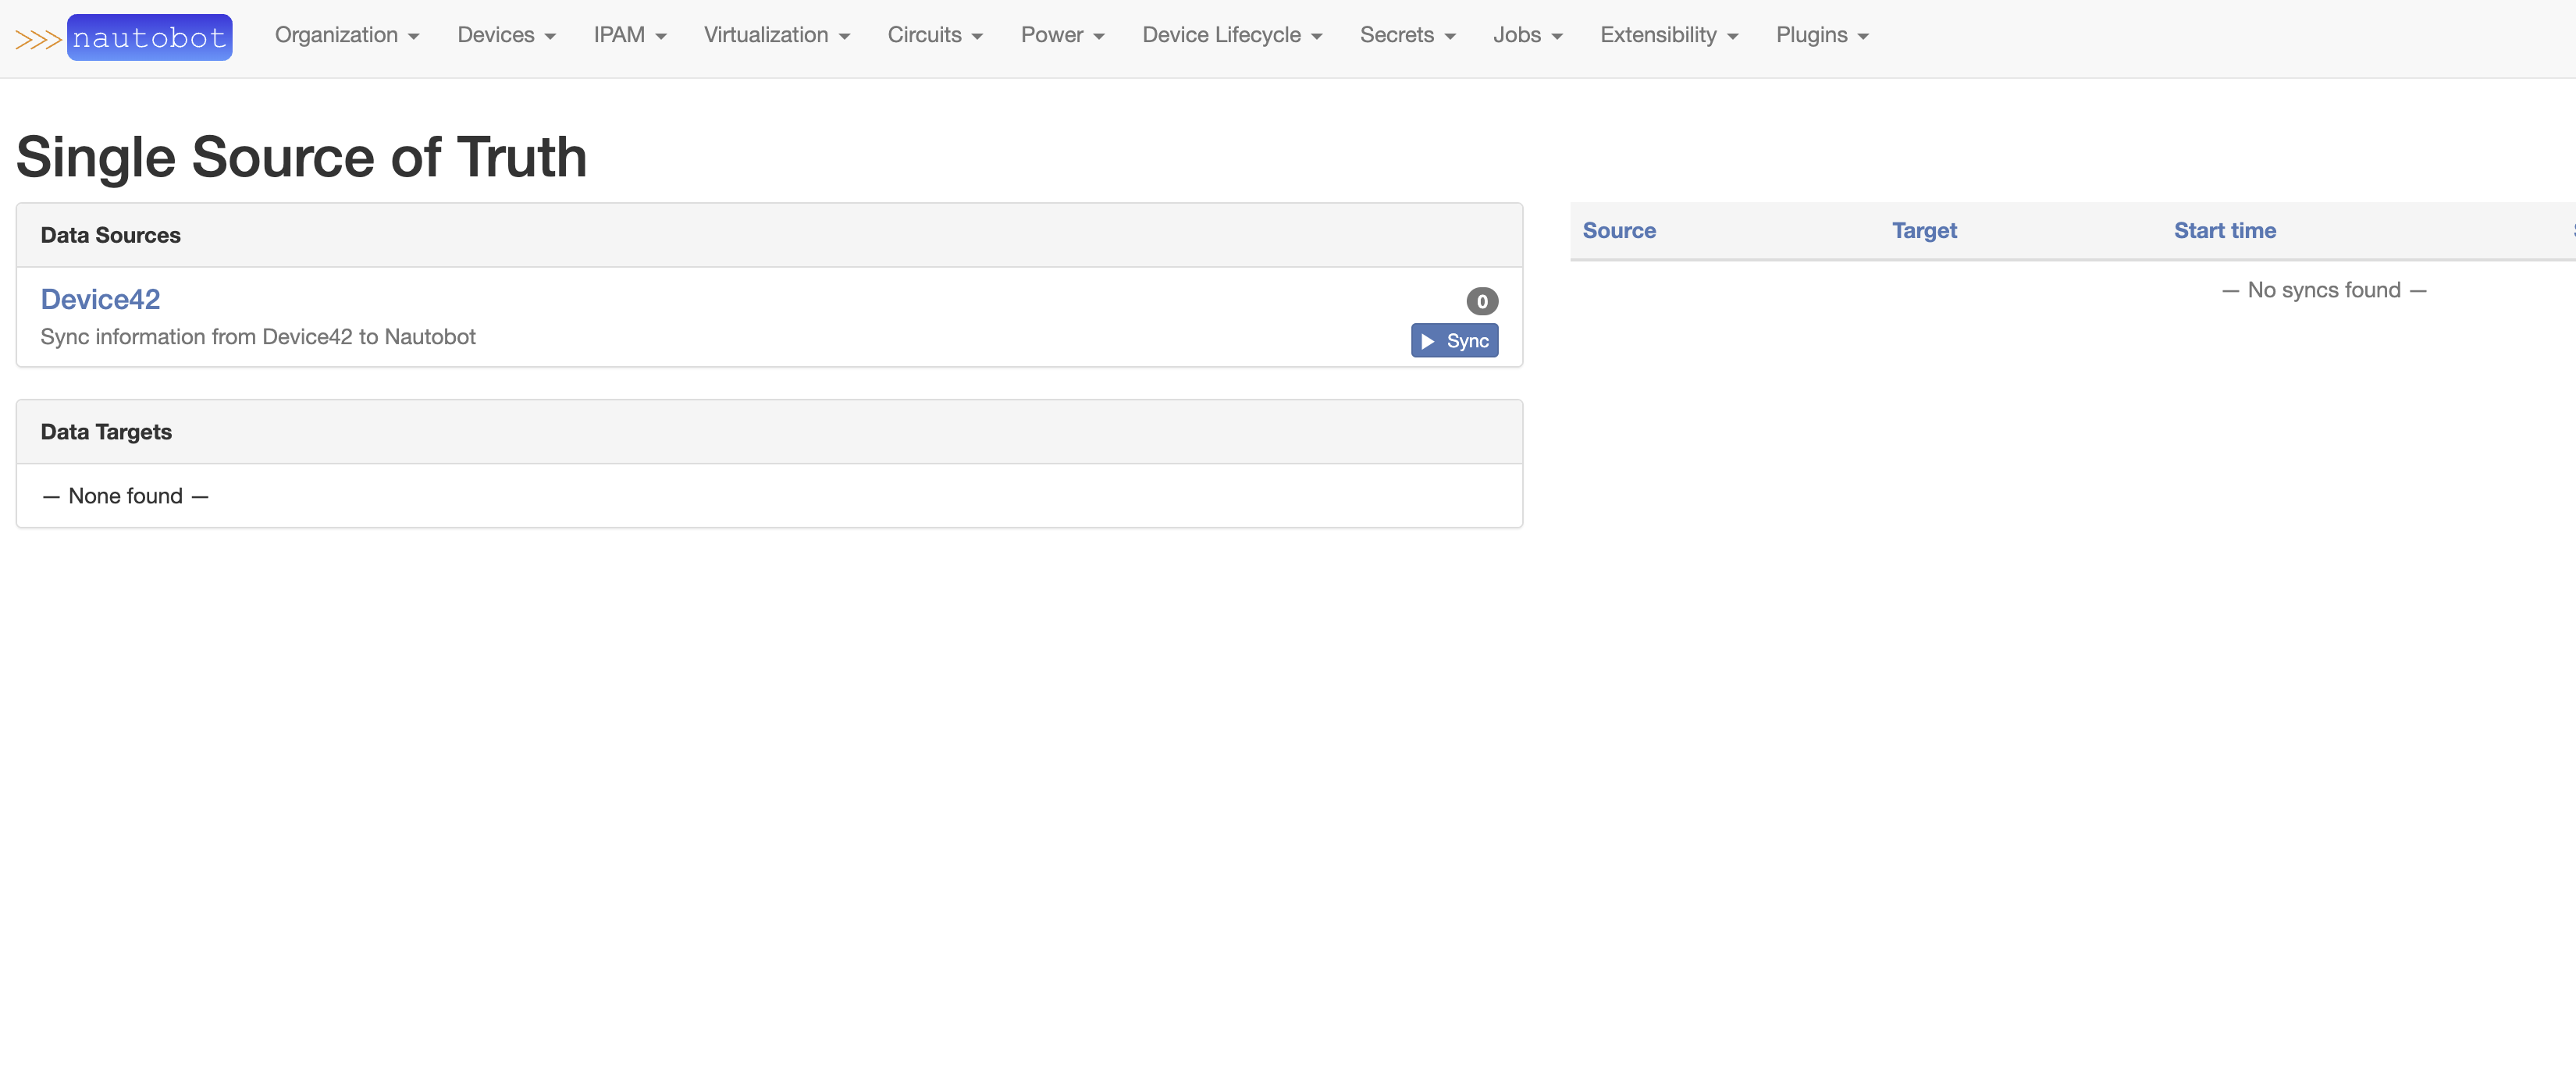 >>> nautobot Organization Devices IPAM Virtualization Circuits Power Device Lifecycle Secrets Jobs Extensibility Plugins
Single Source of Truth
Data Sources
Device42
0
Sync information from Device42 to Nautobot
Sync
Data Targets
— None found —
Source Target Start time
— No syncs found —